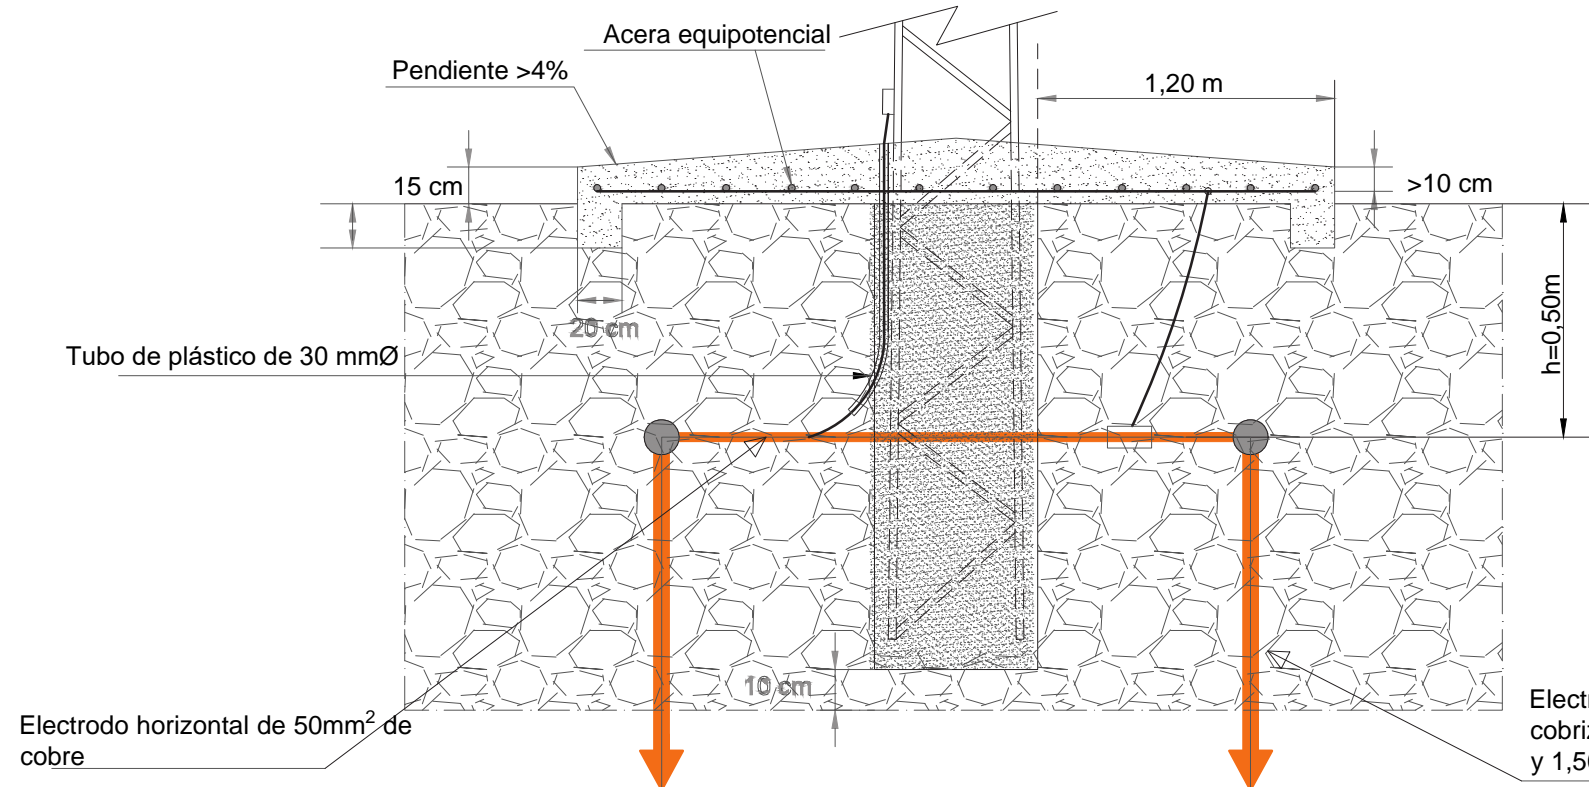 Acera equipotencial
Pendiente >4%
1,20 m
15 cm
>10 cm
20 cm
h=0,50m
Tubo de plástico de 30 mmØ
10 cm
Electrodo horizontal de 50mm² de
cobre
y